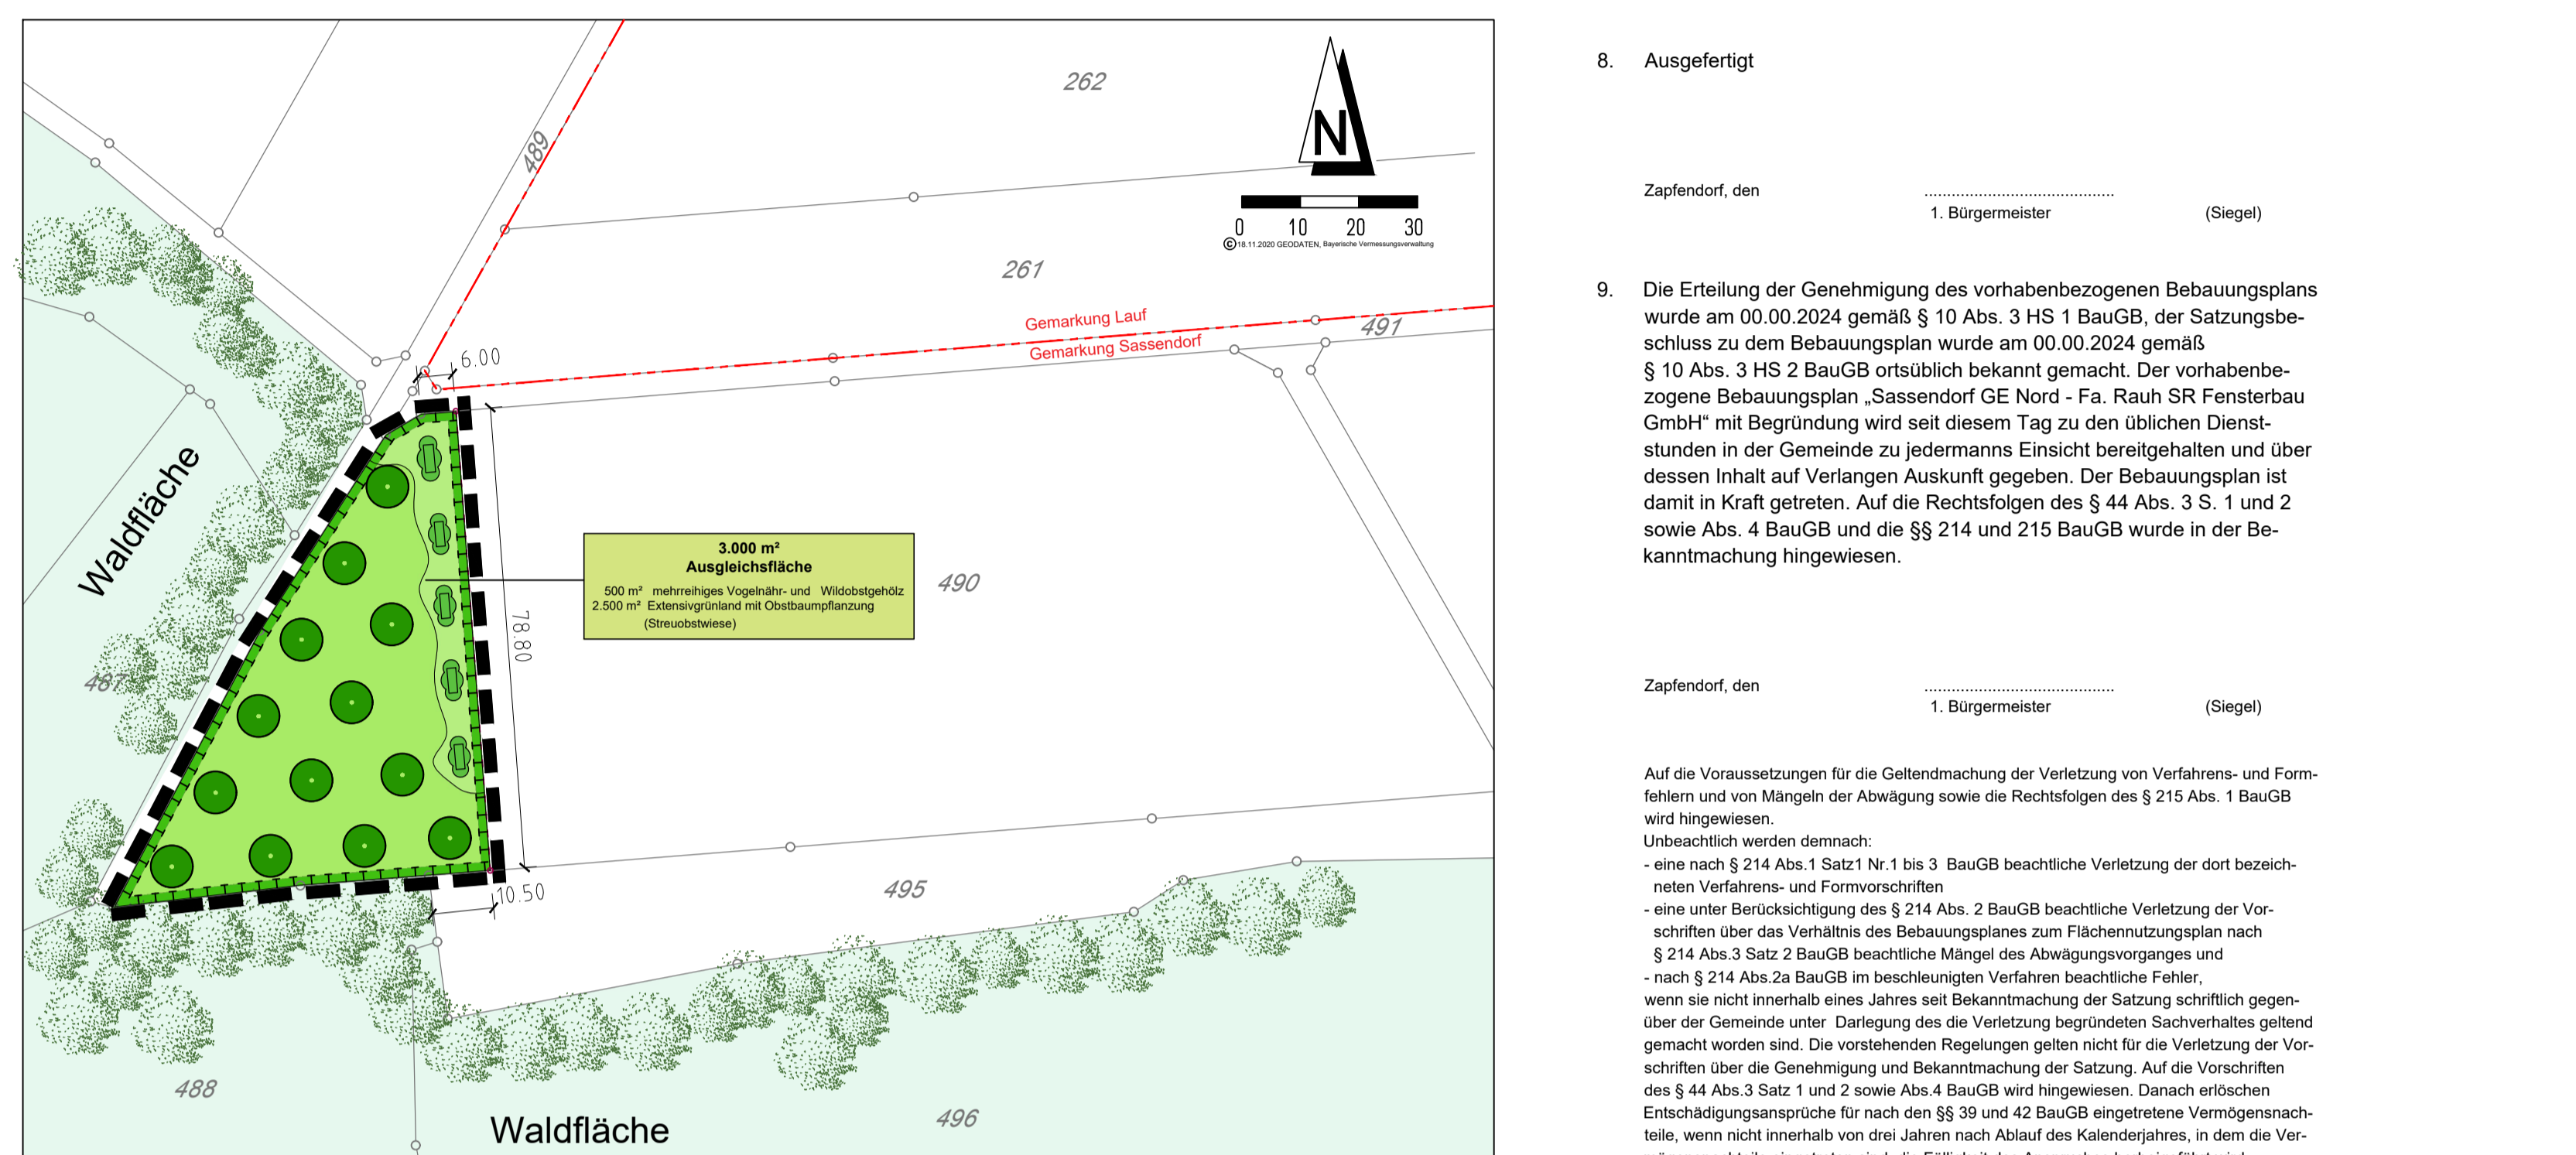 262
489
N
0 10 20 30
©18.11.2020 GEODATEN, Bayerische Vermessungsverwaltung
261
Gemarkung Lauf
491
Gemarkung Sassendorf
6.00
Waldfläche
3.000 m²
Ausgleichsfläche
500 m² mehrreihiges Vogelnähr- und Wildobstgehölz
2.500 m² Extensivgrünland mit Obstbaumpflanzung
(Streuobstwiese)
490
78.80
487
10.50
495
488
Waldfläche
496
8. Ausgefertigt
Zapfendorf, den ..........................................
1. Bürgermeister (Siegel)
9. Die Erteilung der Genehmigung des vorhabenbezogenen Bebauungsplans
wurde am 00.00.2024 gemäß § 10 Abs. 3 HS 1 BauGB, der Satzungsbe-
schluss zu dem Bebauungsplan wurde am 00.00.2024 gemäß
§ 10 Abs. 3 HS 2 BauGB ortsüblich bekannt gemacht. Der vorhabenbe-
zogene Bebauungsplan „Sassendorf GE Nord - Fa. Rauh SR Fensterbau
GmbH“ mit Begründung wird seit diesem Tag zu den üblichen Dienst-
stunden in der Gemeinde zu jedermanns Einsicht bereitgehalten und über
dessen Inhalt auf Verlangen Auskunft gegeben. Der Bebauungsplan ist
damit in Kraft getreten. Auf die Rechtsfolgen des § 44 Abs. 3 S. 1 und 2
sowie Abs. 4 BauGB und die §§ 214 und 215 BauGB wurde in der Be-
kanntmachung hingewiesen.
Zapfendorf, den ..........................................
1. Bürgermeister (Siegel)
Auf die Voraussetzungen für die Geltendmachung der Verletzung von Verfahrens- und Form-
fehlern und von Mängeln der Abwägung sowie die Rechtsfolgen des § 215 Abs. 1 BauGB
wird hingewiesen.
Unbeachtlich werden demnach:
- eine nach § 214 Abs.1 Satz1 Nr.1 bis 3 BauGB beachtliche Verletzung der dort bezeich-
neten Verfahrens- und Formvorschriften
- eine unter Berücksichtigung des § 214 Abs. 2 BauGB beachtliche Verletzung der Vor-
schriften über das Verhältnis des Bebauungsplanes zum Flächennutzungsplan nach
§ 214 Abs.3 Satz 2 BauGB beachtliche Mängel des Abwägungsvorganges und
- nach § 214 Abs.2a BauGB im beschleunigten Verfahren beachtliche Fehler,
wenn sie nicht innerhalb eines Jahres seit Bekanntmachung der Satzung schriftlich gegen-
über der Gemeinde unter Darlegung des die Verletzung begründeten Sachverhaltes geltend
gemacht worden sind. Die vorstehenden Regelungen gelten nicht für die Verletzung der Vor-
schriften über die Genehmigung und Bekanntmachung der Satzung. Auf die Vorschriften
des § 44 Abs.3 Satz 1 und 2 sowie Abs.4 BauGB wird hingewiesen. Danach erlöschen
Entschädigungsansprüche für nach den §§ 39 und 42 BauGB eingetretene Vermögensnach-
teile, wenn nicht innerhalb von drei Jahren nach Ablauf des Kalenderjahres, in dem die Ver-